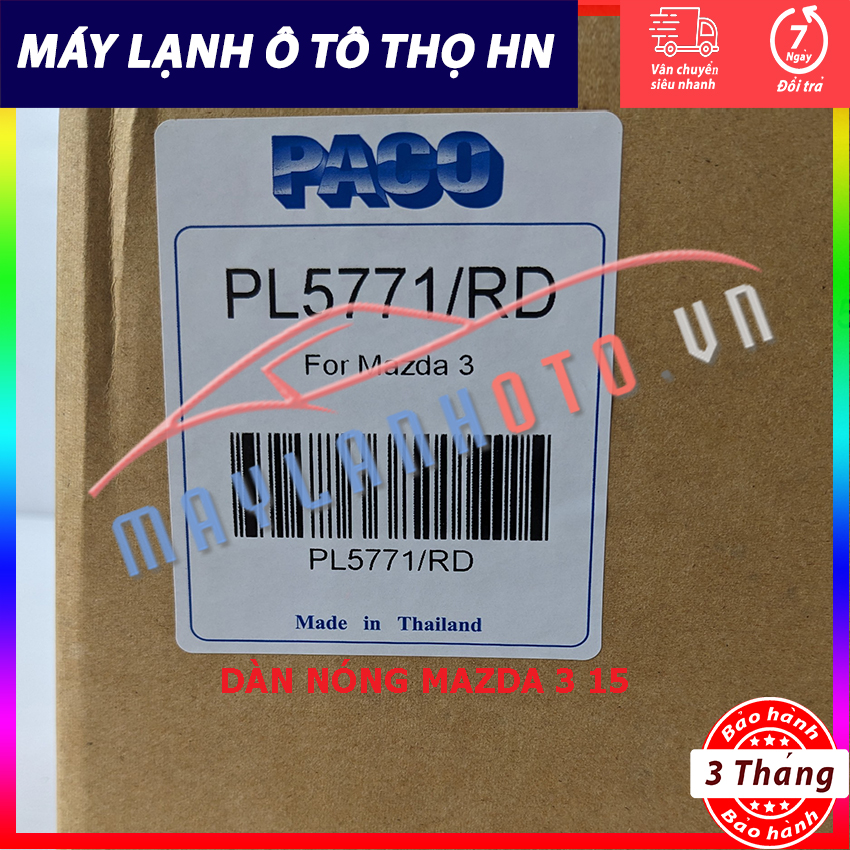 MÁY LẠNH Ô TÔ THỌ HN
Vân chuyển
siêu nhanh
7
Ngày
Đổi trả
PACO
PL5771/RD
For Mazda 3
MAYLANHOTO.VN
PL5771/RD
Made in Thailand
DÀN NÓNG MAZDA 3 15
Bảo hành
3 Tháng
Bảo hành